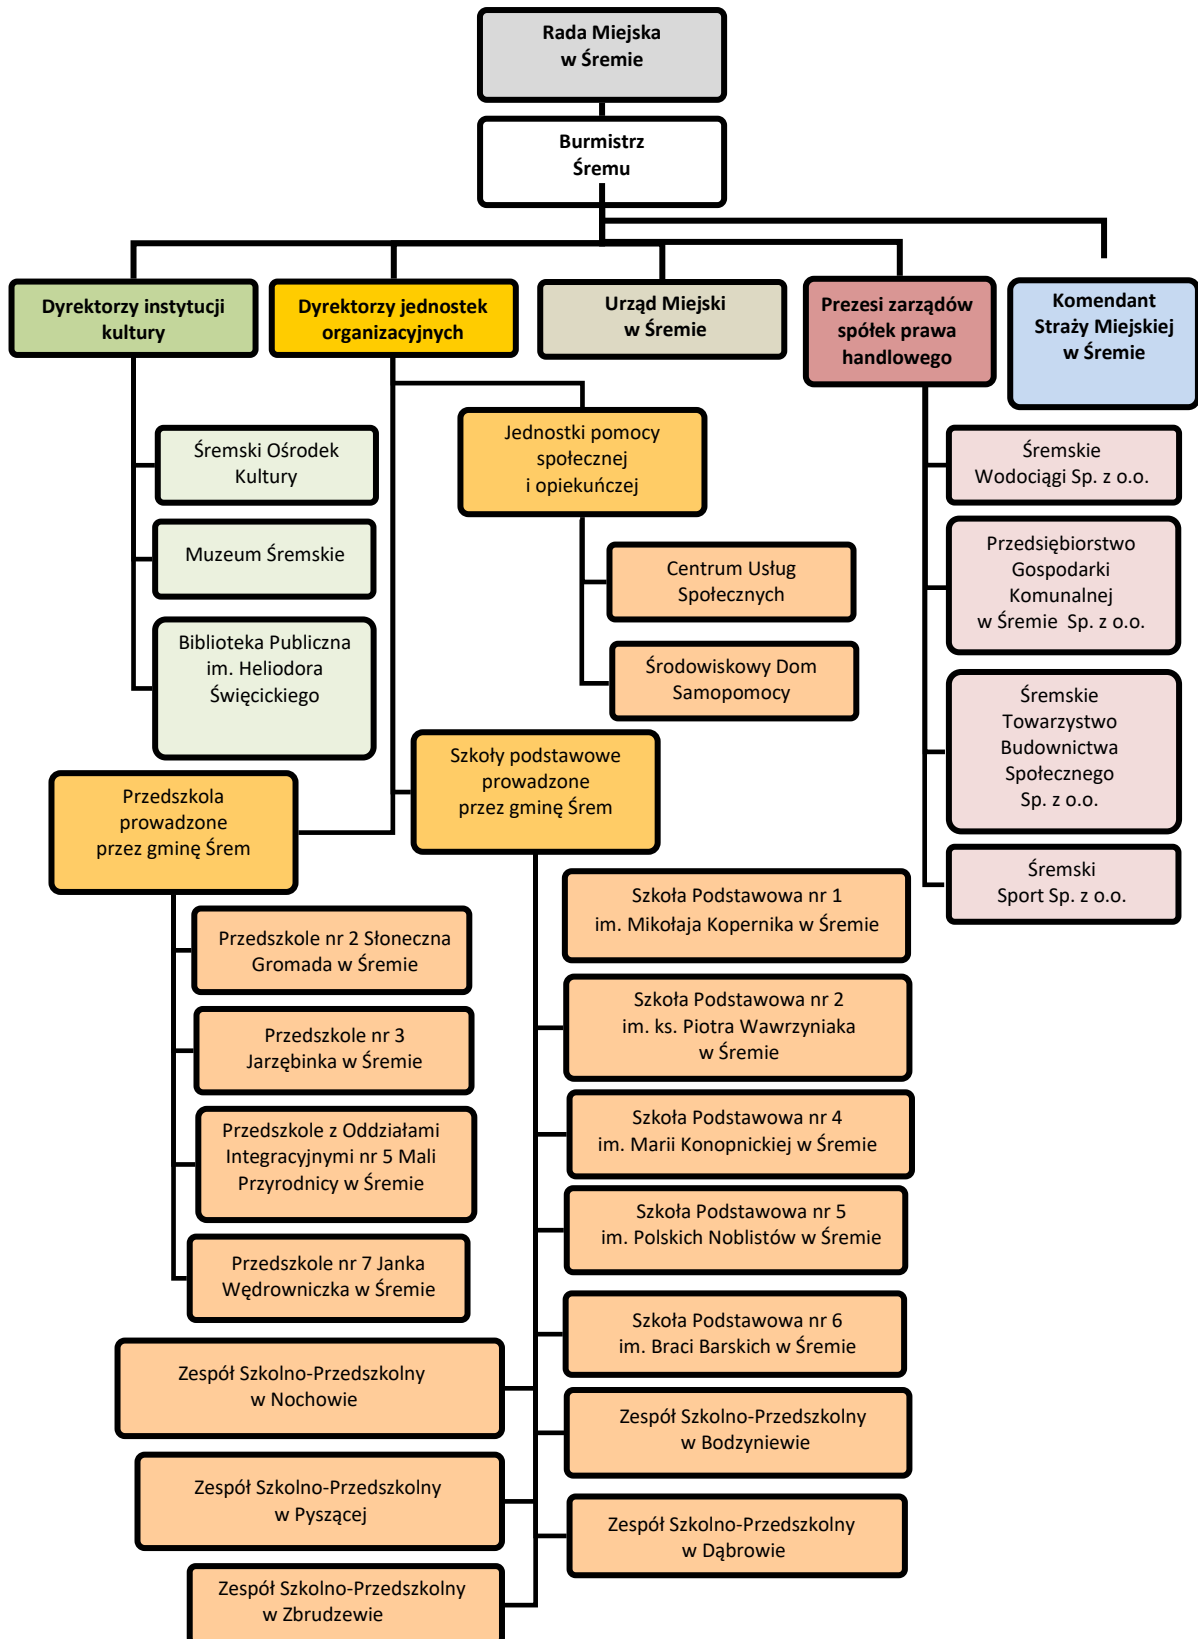 Rada Miejska
w Śremie
Burmistrz
Śremu
Dyrektorzy instytucji
kultury
Dyrektorzy jednostek
organizacyjnych
Urząd Miejski
w Śremie
Prezesi zarządów
spółek prawa
handlowego
Komendant
Straży Miejskiej
w Śremie
Śremski Ośrodek
Kultury
Muzeum Śremskie
Biblioteka Publiczna
im. Heliodora
Święcickiego
Jednostki pomocy
społecznej
i opiekuńczej
Centrum Usług
Społecznych
Środowiskowy Dom
Samopomocy
Śremskie
Wodociągi Sp. z o.o.
Przedsiębiorstwo
Gospodarki
Komunalnej
w Śremie  Sp. z o.o.
Śremskie
Towarzystwo
Budownictwa
Społecznego
Sp. z o.o.
Śremski
Sport Sp. z o.o.
Przedszkola
prowadzone
przez gminę Śrem
Szkoły podstawowe
prowadzone
przez gminę Śrem
Przedszkole nr 2 Słoneczna
Gromada w Śremie
Przedszkole nr 3
Jarzębinka w Śremie
Przedszkole z Oddziałami
Integracyjnymi nr 5 Mali
Przyrodnicy w Śremie
Przedszkole nr 7 Janka
Wędrowniczka w Śremie
Szkoła Podstawowa nr 1
im. Mikołaja Kopernika w Śremie
Szkoła Podstawowa nr 2
im. ks. Piotra Wawrzyniaka
w Śremie
Szkoła Podstawowa nr 4
im. Marii Konopnickiej w Śremie
Szkoła Podstawowa nr 5
im. Polskich Noblistów w Śremie
Szkoła Podstawowa nr 6
im. Braci Barskich w Śremie
Zespół Szkolno-Przedszkolny
w Nochowie
Zespół Szkolno-Przedszkolny
w Bodzyniewie
Zespół Szkolno-Przedszkolny
w Pyszącej
Zespół Szkolno-Przedszkolny
w Dąbrowie
Zespół Szkolno-Przedszkolny
w Zbrudzewie